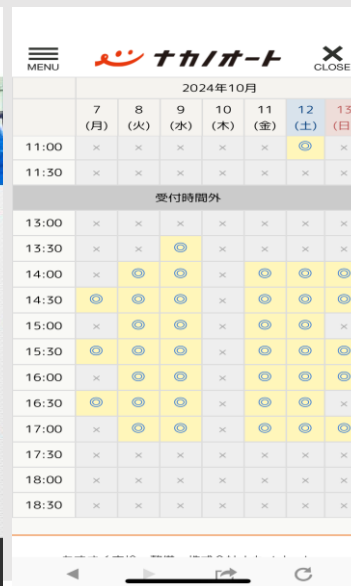 MENU
ナカノオート
CLOSE
2024年10月
7 8 9 10 11 12 13
(月) (火) (水) (木) (金) (土) (日
11:00 × × × × × ◎ ×
11:30 × × × × × × ×
受付時間外
13:00 × × × × × × ×
13:30 × × ◎ × × × ×
14:00 × ◎ ◎ × ◎ ◎ ◎
14:30 ◎ ◎ ◎ × ◎ ◎ ◎
15:00 × ◎ ◎ × ◎ ◎ ×
15:30 ◎ ◎ ◎ × ◎ ◎ ◎
16:00 × ◎ ◎ × ◎ ◎ ◎
16:30 ◎ ◎ ◎ × ◎ ◎ ×
17:00 × ◎ ◎ × ◎ ◎ ◎
17:30 × × × × × × ×
18:00 × × × × × × ×
18:30 × × × × × × ×